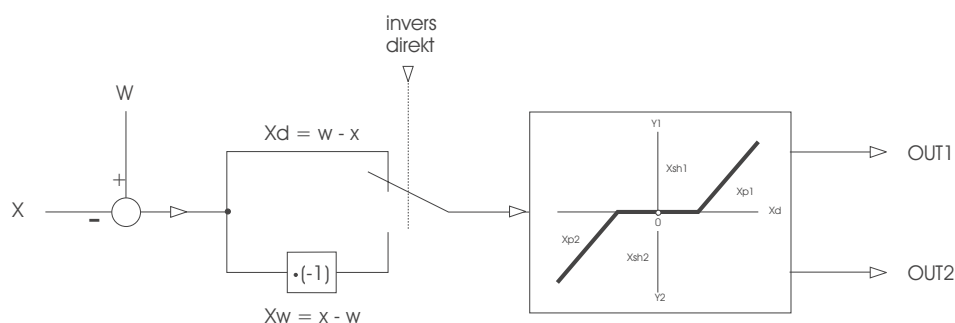 invers
direkt
W
Xd = w - x
+
X
-
•(-1)
Xw = x - w
Y1
Xsh1
Xp1
Xd
0
Xp2
Xsh2
Y2
OUT1
OUT2